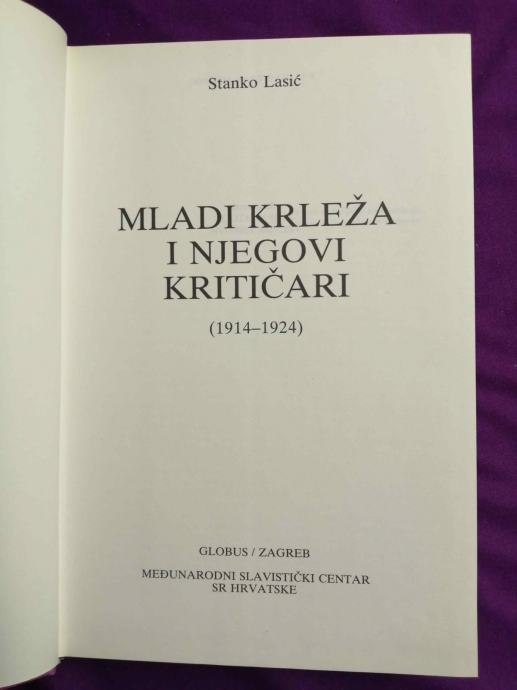 Stanko Lasić
MLADI KRLEŽA
I NJEGOVI
KRITIČARI
(1914–1924)
GLOBUS / ZAGREB
MEĐUNARODNI SLAVISTIČKI CENTAR
SR HRVATSKE